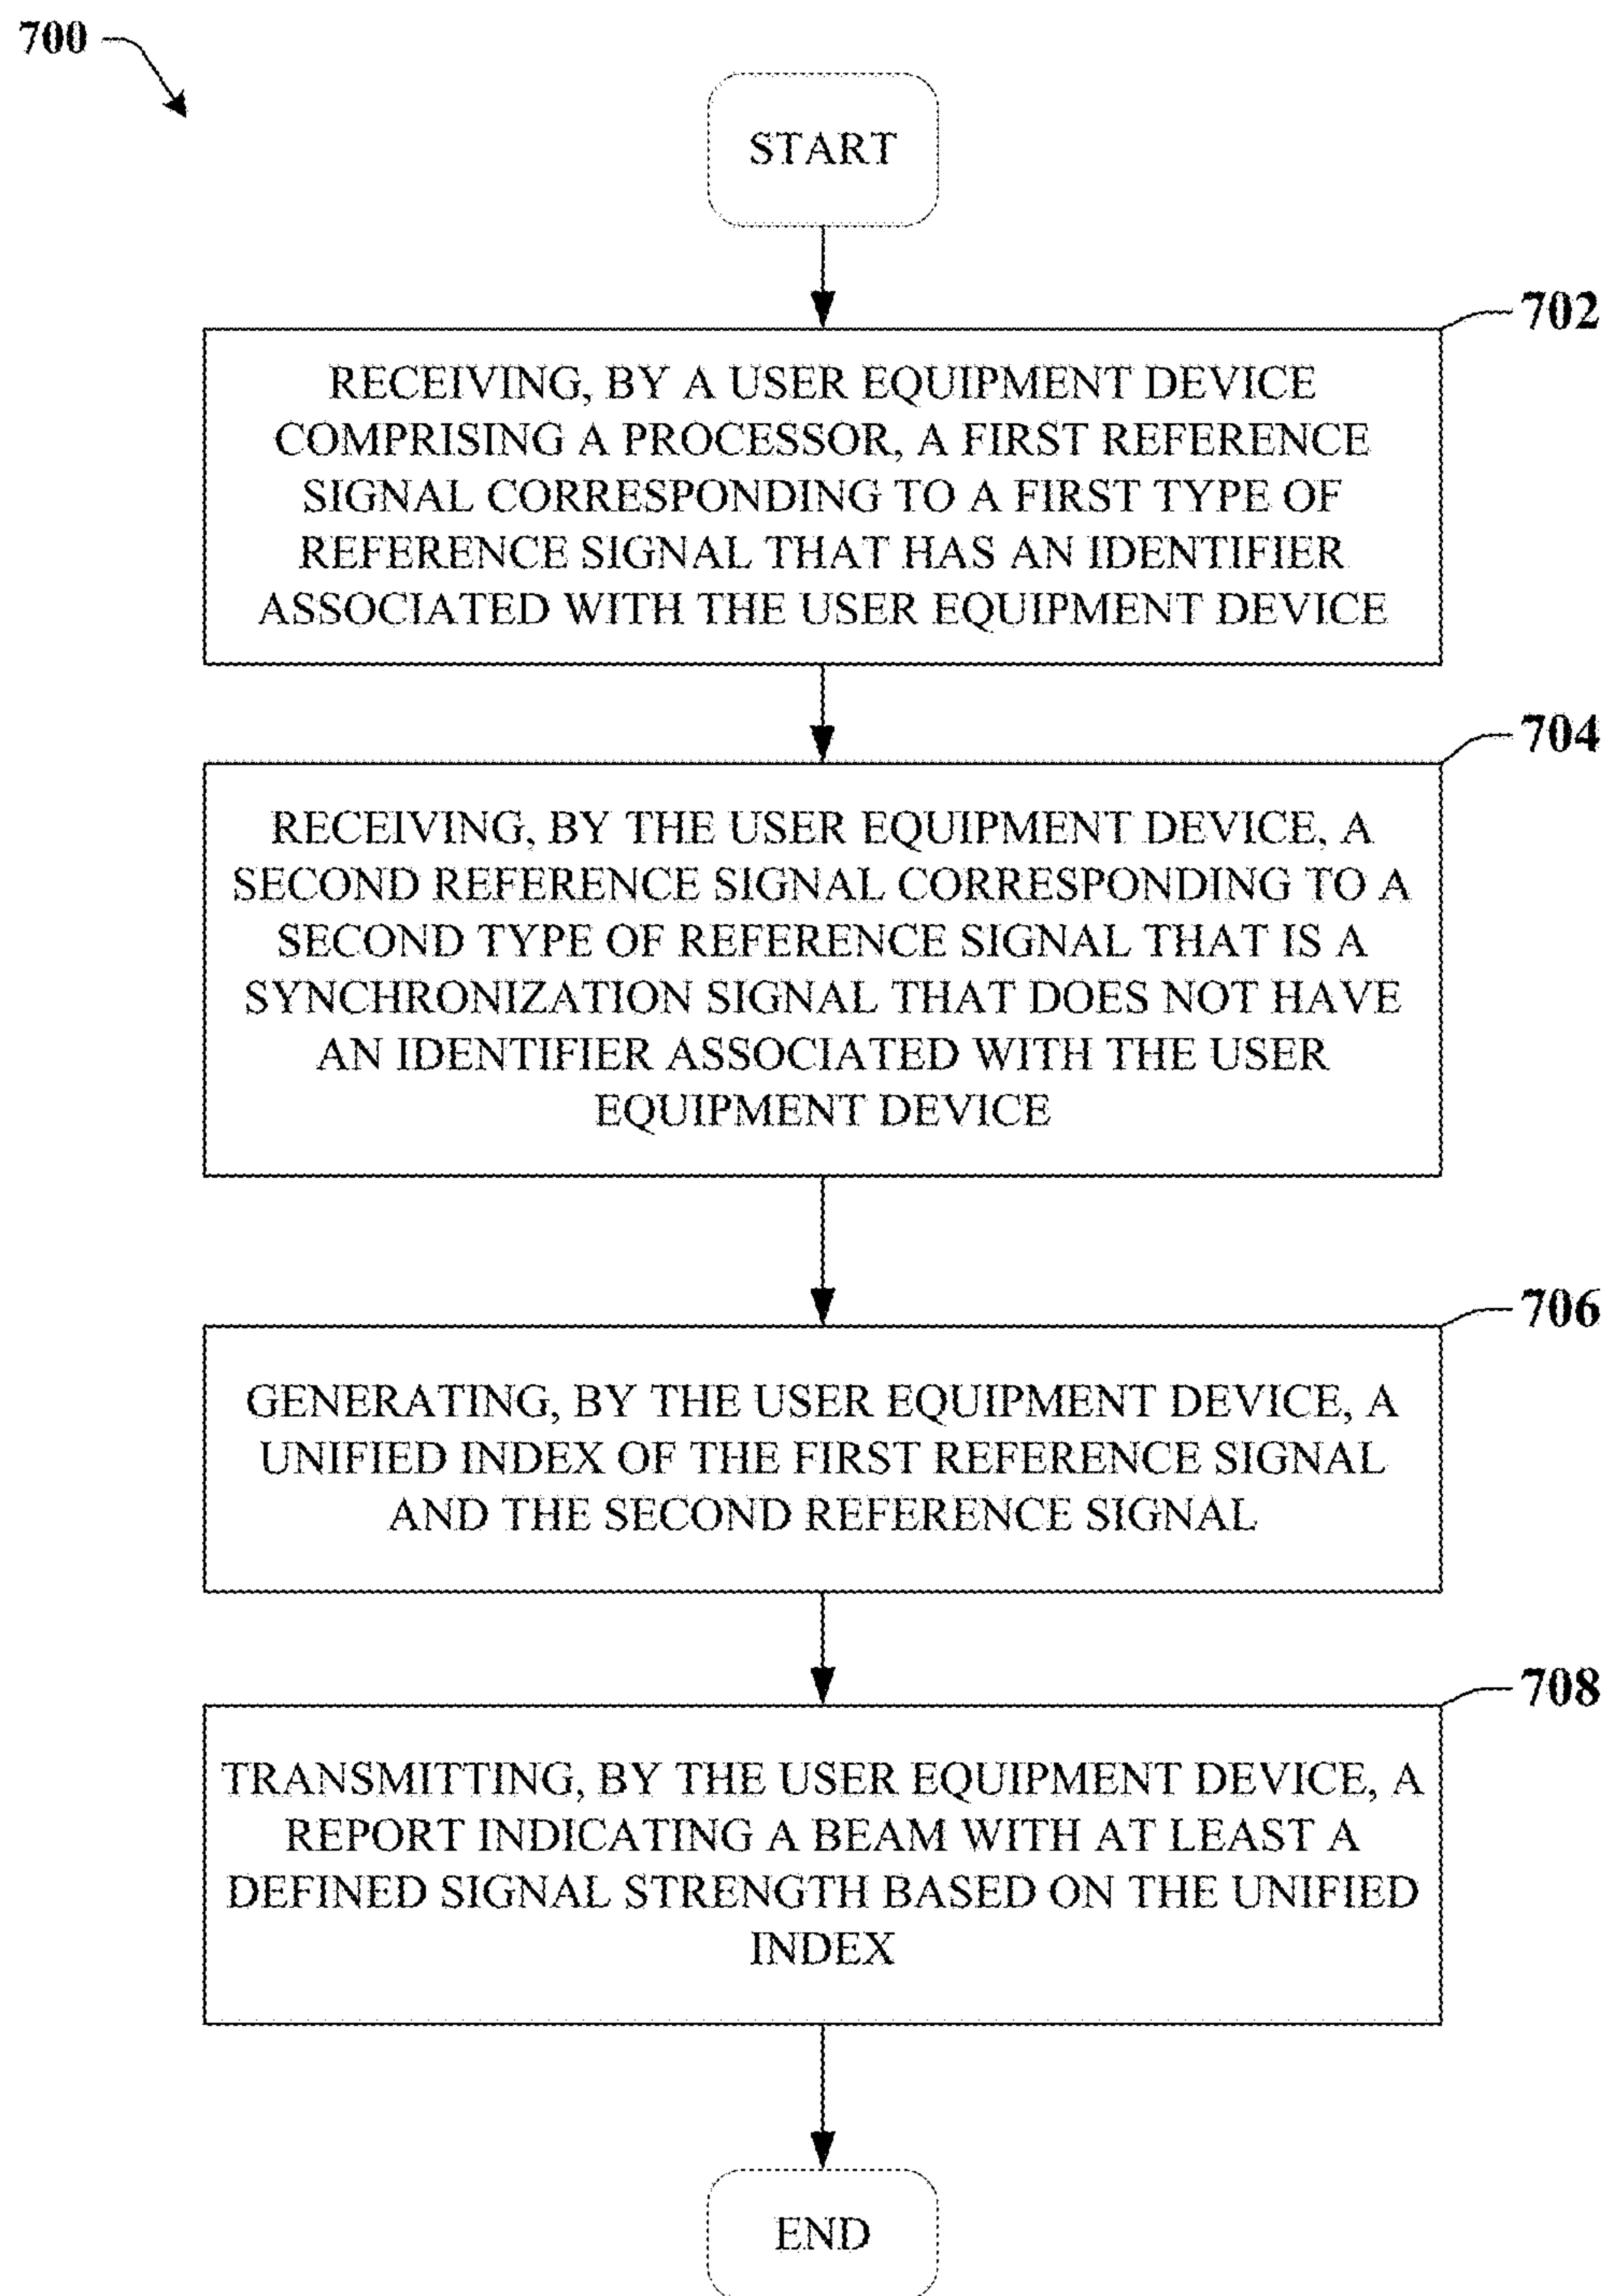 700
START
702
RECEIVING, BY A USER EQUIPMENT DEVICE
COMPRISING A PROCESSOR, A FIRST REFERENCE
SIGNAL CORRESPONDING TO A FIRST TYPE OF
REFERENCE SIGNAL THAT HAS AN IDENTIFIER
ASSOCIATED WITH THE USER EQUIPMENT DEVICE
704
RECEIVING, BY THE USER EQUIPMENT DEVICE, A
SECOND REFERENCE SIGNAL CORRESPONDING TO A
SECOND TYPE OF REFERENCE SIGNAL THAT IS A
SYNCHRONIZATION SIGNAL THAT DOES NOT HAVE
AN IDENTIFIER ASSOCIATED WITH THE USER
EQUIPMENT DEVICE
706
GENERATING, BY THE USER EQUIPMENT DEVICE, A
UNIFIED INDEX OF THE FIRST REFERENCE SIGNAL
AND THE SECOND REFERENCE SIGNAL
708
TRANSMITTING, BY THE USER EQUIPMENT DEVICE, A
REPORT INDICATING A BEAM WITH AT LEAST A
DEFINED SIGNAL STRENGTH BASED ON THE UNIFIED
INDEX
END